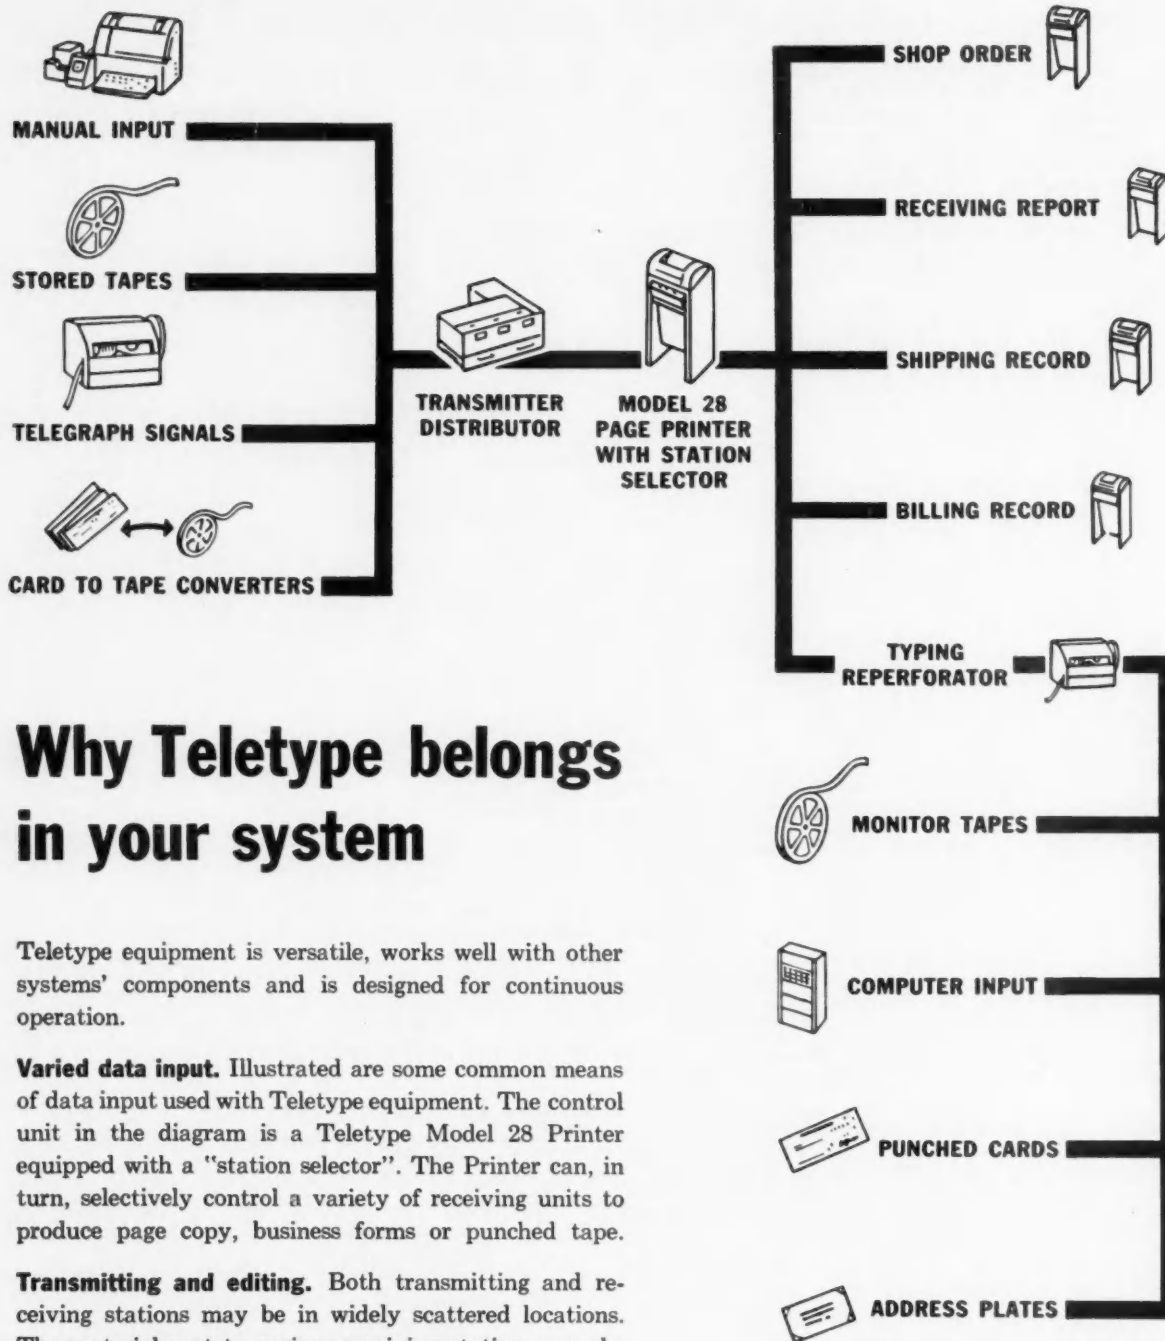 MANUAL INPUT
STORED TAPES
TELEGRAPH SIGNALS
CARD TO TAPE CONVERTERS
TRANSMITTER
DISTRIBUTOR
MODEL 28
PAGE PRINTER
WITH STATION
SELECTOR
SHOP ORDER
RECEIVING REPORT
SHIPPING RECORD
BILLING RECORD
TYPING
REPERFORATOR
MONITOR TAPES
COMPUTER INPUT
PUNCHED CARDS
ADDRESS PLATES
Why Teletype belongs
in your system
Teletype equipment is versatile, works well with other
systems' components and is designed for continuous
operation.
Varied data input. Illustrated are some common means
of data input used with Teletype equipment. The control
unit in the diagram is a Teletype Model 28 Printer
equipped with a "station selector". The Printer can, in
turn, selectively control a variety of receiving units to
produce page copy, business forms or punched tape.
Transmitting and editing. Both transmitting and re-
ceiving stations may be in widely scattered locations.